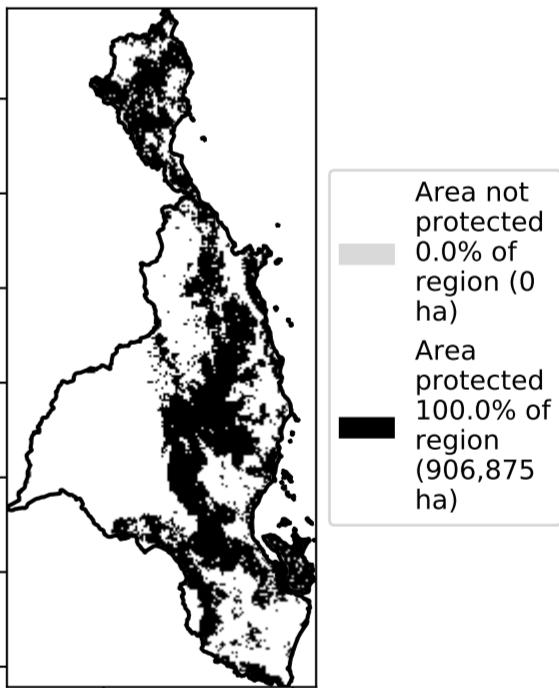 Area not
protected
0.0% of
region (0
ha)
Area
protected
100.0% of
region
(906,875
ha)